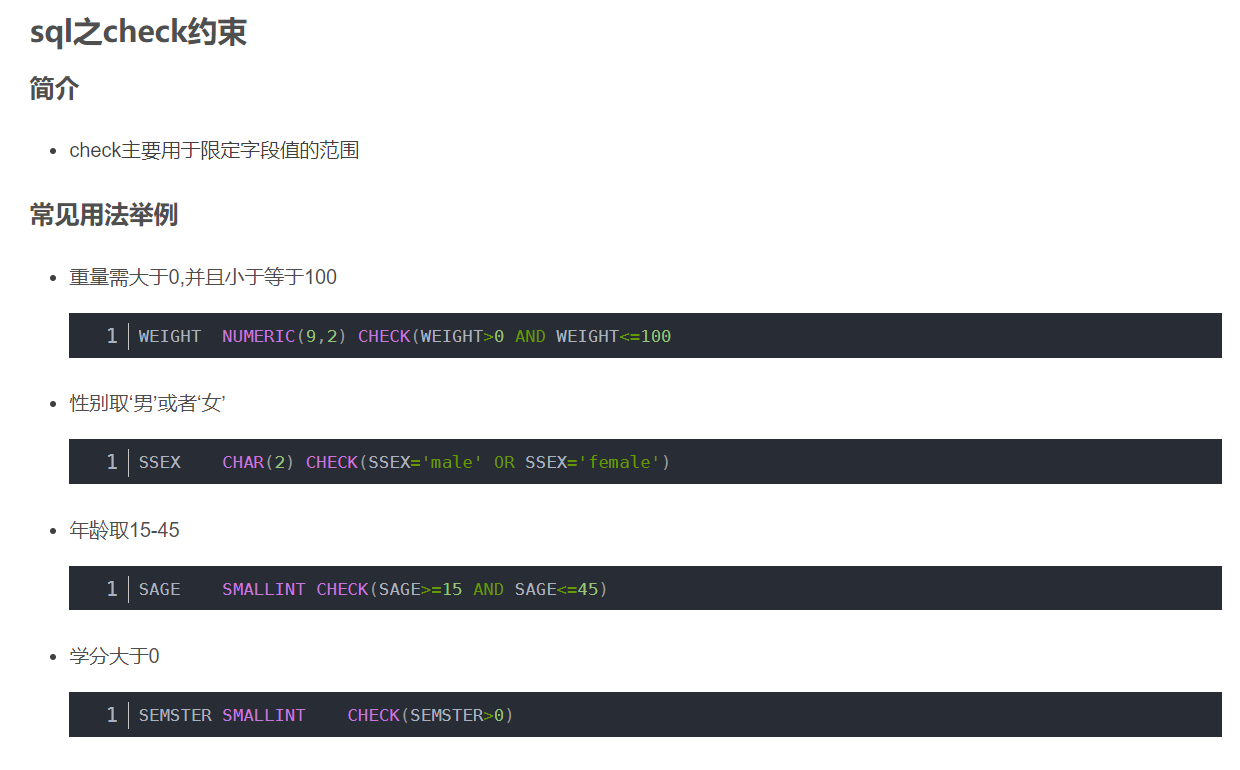 sql之check约束
简介
• check主要用于限定字段值的范围
常见用法举例
• 重量需大于0,并且小于等于100
1 WEIGHT  NUMERIC(9,2) CHECK(WEIGHT>0 AND WEIGHT<=100
• 性别取‘男’或者‘女’
1 SSEX    CHAR(2) CHECK(SSEX='male' OR SSEX='female')
• 年龄取15-45
1 SAGE    SMALLINT CHECK(SAGE>=15 AND SAGE<=45)
• 学分大于0
1 SEMSTER SMALLINT    CHECK(SEMSTER>0)